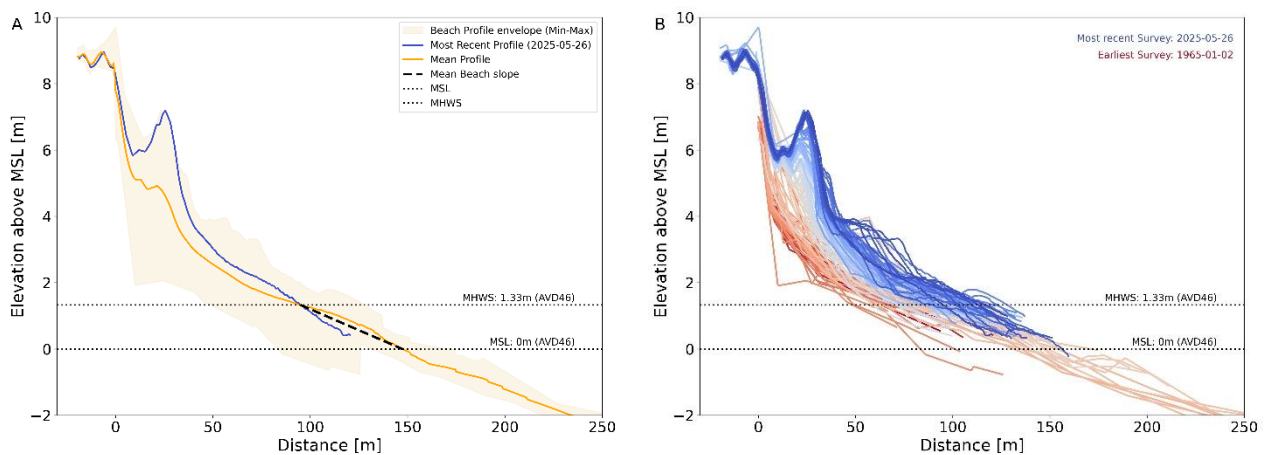 A
10
8
6
4
2
0
−2
Elevation above MSL [m]
Beach Profile envelope (Min-Max)
Most Recent Profile (2025-05-26)
Mean Profile
Mean Beach slope
MSL
MHWS
MHWS: 1.33m (AVD46)
MSL: 0m (AVD46)
0 50 100 150 200 250
Distance [m]
B
10
8
6
4
2
0
−2
Elevation above MSL [m]
Most recent Survey: 2025-05-26
Earliest Survey: 1965-01-02
MHWS: 1.33m (AVD46)
MSL: 0m (AVD46)
0 50 100 150 200 250
Distance [m]